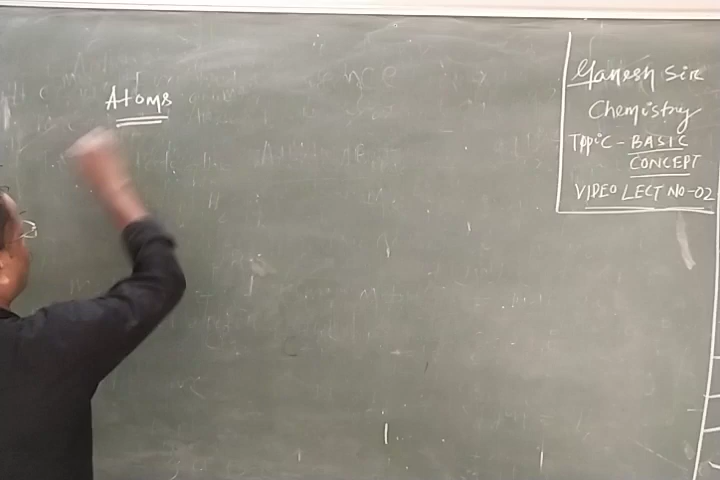 Atoms
Ganesh Sir
Chemistry
Topic - BASIC
CONCEPT
VIDEO LECT NO-02